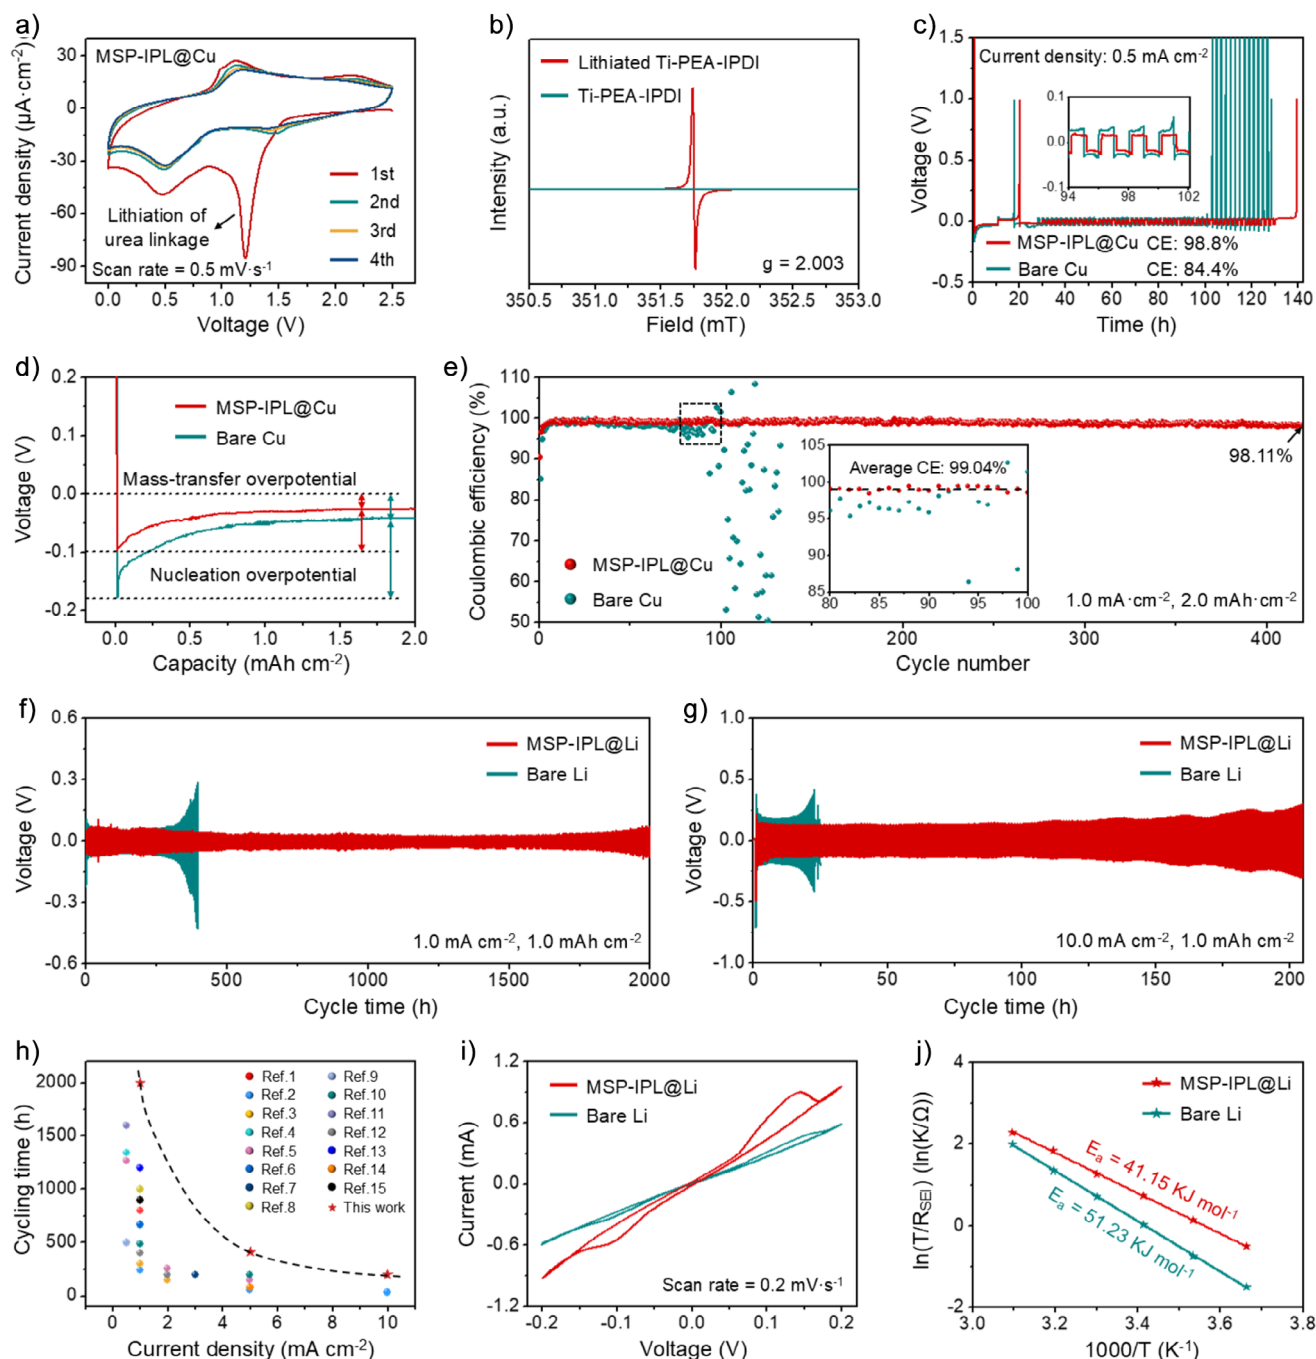 a)
MSP-IPL@Cu
Current density (μA·cm-2)
30
0
-30
-60
-90
1st
2nd
3rd
4th
Lithiation of
urea linkage
Scan rate = 0.5 mV·s-1
0.0 0.5 1.0 1.5 2.0 2.5
Voltage (V)
b)
Lithiated Ti-PEA-IPDI
Ti-PEA-IPDI
Intensity (a.u.)
g = 2.003
350.5 351.0 351.5 352.0 352.5 353.0
Field (mT)
c)
Current density: 0.5 mA cm-2
Voltage (V)
1.5
1.0
0.5
0.0
-0.5
0.1
0.0
-0.1
94 98 102
MSP-IPL@Cu CE: 98.8%
Bare Cu CE: 84.4%
0 20 40 60 80 100 120 140
Time (h)
d)
Voltage (V)
0.2
0.1
0.0
-0.1
-0.2
MSP-IPL@Cu
Bare Cu
Mass-transfer overpotential
Nucleation overpotential
0.0 0.5 1.0 1.5 2.0
Capacity (mAh cm-2)
e)
Coulombic efficiency (%)
110
100
90
80
70
60
50
98.11%
105
100
95
90
85
Average CE: 99.04%
80 85 90 95 100
MSP-IPL@Cu
Bare Cu
1.0 mA·cm-2, 2.0 mAh·cm-2
0 100 200 300 400
Cycle number
f)
Voltage (V)
0.6
0.3
0.0
-0.3
-0.6
MSP-IPL@Li
Bare Li
1.0 mA cm-2, 1.0 mAh cm-2
0 500 1000 1500 2000
Cycle time (h)
g)
Voltage (V)
1.0
0.5
0.0
-0.5
-1.0
MSP-IPL@Li
Bare Li
10.0 mA cm-2, 1.0 mAh cm-2
0 50 100 150 200
Cycle time (h)
h)
Cycling time (h)
2000
1500
1000
500
0
Ref.1 Ref.9
Ref.2 Ref.10
Ref.3 Ref.11
Ref.4 Ref.12
Ref.5 Ref.13
Ref.6 Ref.14
Ref.7 Ref.15
Ref.8 This work
0 2 4 6 8 10
Current density (mA cm-2)
i)
Current (mA)
1.2
0.6
0.0
-0.6
-1.2
MSP-IPL@Li
Bare Li
Scan rate = 0.2 mV·s-1
-0.2 -0.1 0.0 0.1 0.2
Voltage (V)
j)
ln(T/RSEI) (ln(K/Ω))
4
2
0
-2
MSP-IPL@Li
Bare Li
Ea = 41.15 KJ mol-1
Ea = 51.23 KJ mol-1
3.0 3.2 3.4 3.6 3.8
1000/T (K-1)